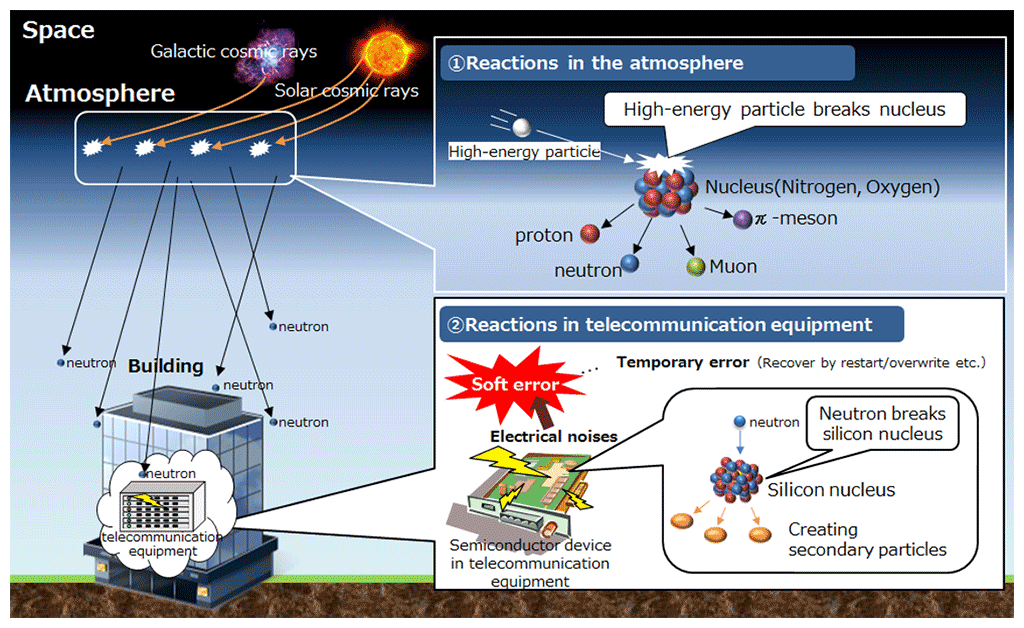 Space
Galactic cosmic rays
Solar cosmic rays
Atmosphere
①Reactions in the atmosphere
High-energy particle breaks nucleus
High-energy particle
Nucleus(Nitrogen, Oxygen)
π -meson
proton
neutron
Muon
neutron
neutron
Building
neutron
neutron
neutron
telecommunication
equipment
②Reactions in telecommunication equipment
Soft error
... Temporary error (Recover by restart/overwrite etc.)
Electrical noises
Semiconductor device
in telecommunication
equipment
neutron
Neutron breaks
silicon nucleus
Silicon nucleus
Creating
secondary particles